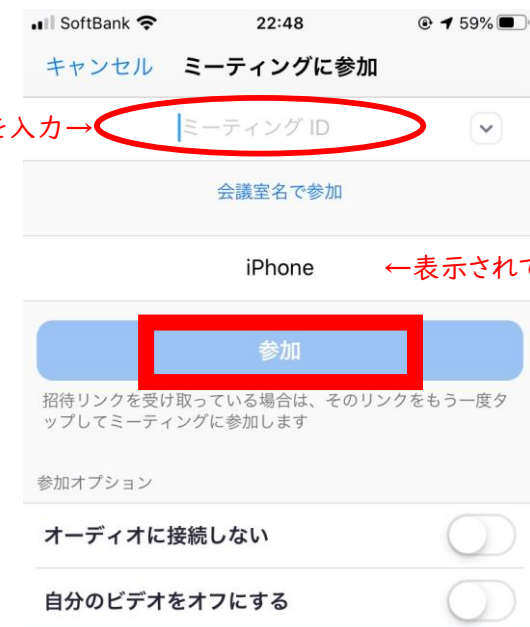 SoftBank 22:48 59%
キャンセル ミーティングに参加
を入力→ ミーティング ID
会議室名で参加
iPhone ←表示されて
参加
招待リンクを受け取っている場合は、そのリンクをもう一度タ
ップしてミーティングに参加します
参加オプション
オーディオに接続しない
自分のビデオをオフにする